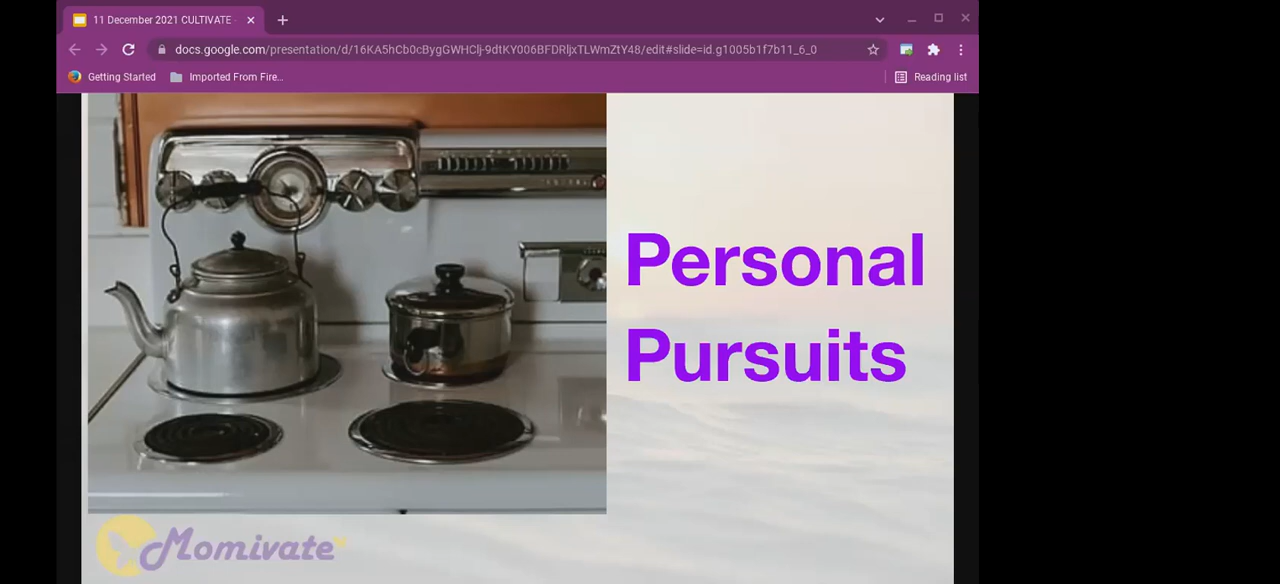 11 December 2021 CULTIVATE
docs.google.com/presentation/d/16KA5hCb0cBygGWHClj-9dtKY006BFDRljxTLWmZtY48/edit#slide=id.g1005b1f7b11_6_0
Getting Started
Imported From Fire...
Reading list
Personal
Pursuits
Momivate